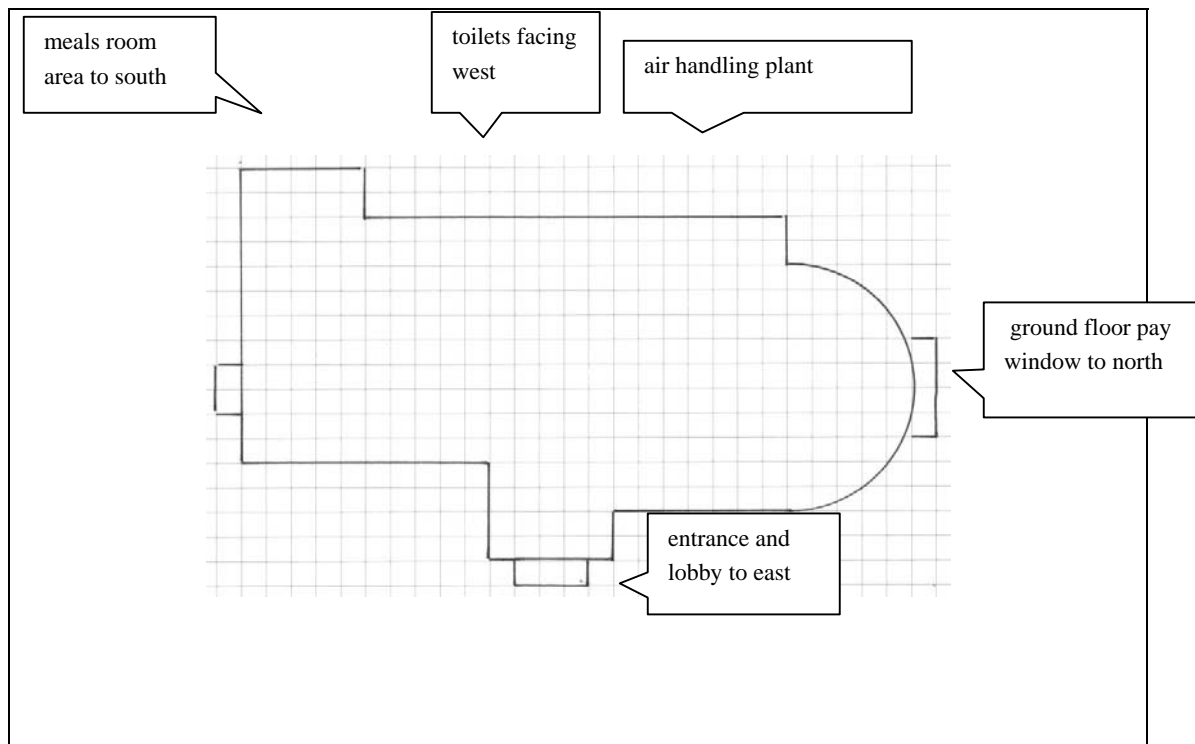 meals room
area to south
toilets facing
west
air handling plant
ground floor pay
window to north
entrance and
lobby to east